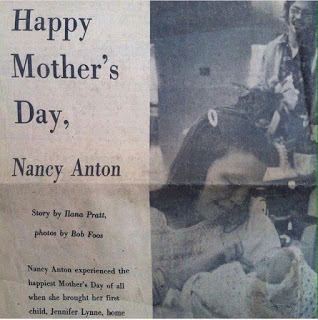 Happy
Mother's
Day,
Nancy Anton
Story by Ilana Pratt,
photos by Bob Foos
Nancy Anton experienced the
happiest Mother's Day of all
when she brought her first
child, Jennifer Lynne, home